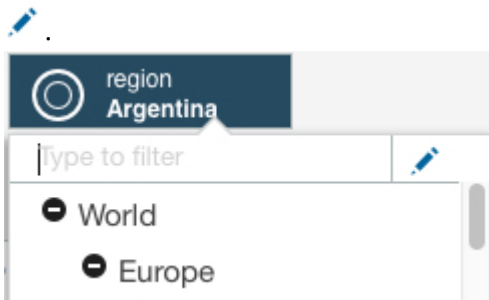 .
region
Argentina
Type to filter
World
Europe